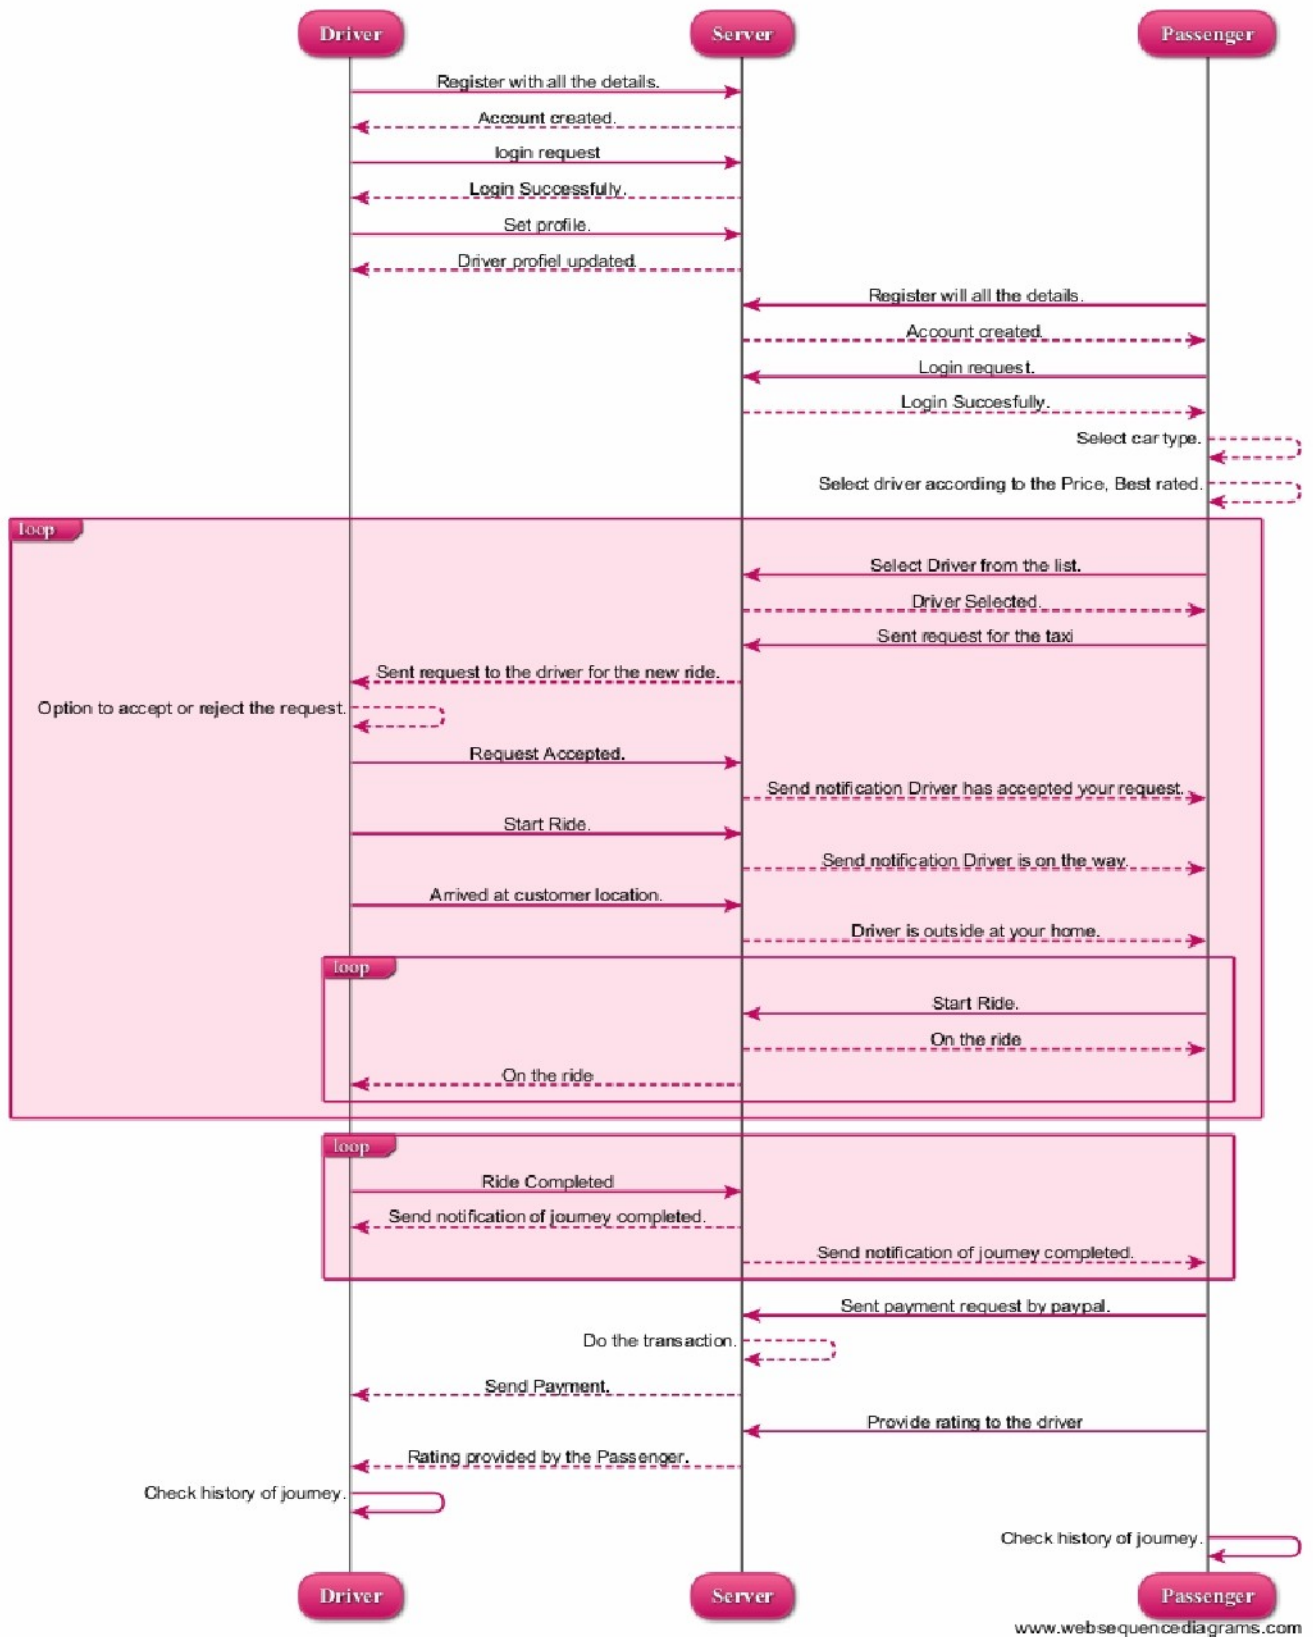 Driver Server Passenger
Register with all the details.
Account created.
login request
Login Successfully.
Set profile.
Driver profiel updated.
Register will all the details.
Account created.
Login request.
Login Succesfully.
Select car type.
Select driver according to the Price, Best rated.
loop
Select Driver from the list.
Driver Selected.
Sent request for the taxi
Sent request to the driver for the new ride.
Option to accept or reject the request.
Request Accepted.
Send notification Driver has accepted your request.
Start Ride.
Send notification Driver is on the way.
Arrived at customer location.
Driver is outside at your home.
loop
Start Ride.
On the ride
On the ride
loop
Ride Completed
Send notification of journey completed.
Send notification of journey completed.
Sent payment request by paypal.
Do the transaction.
Send Payment.
Provide rating to the driver
Rating provided by the Passenger.
Check history of journey.
Check history of journey.
Driver Server Passenger
www.websequencediagrams.com